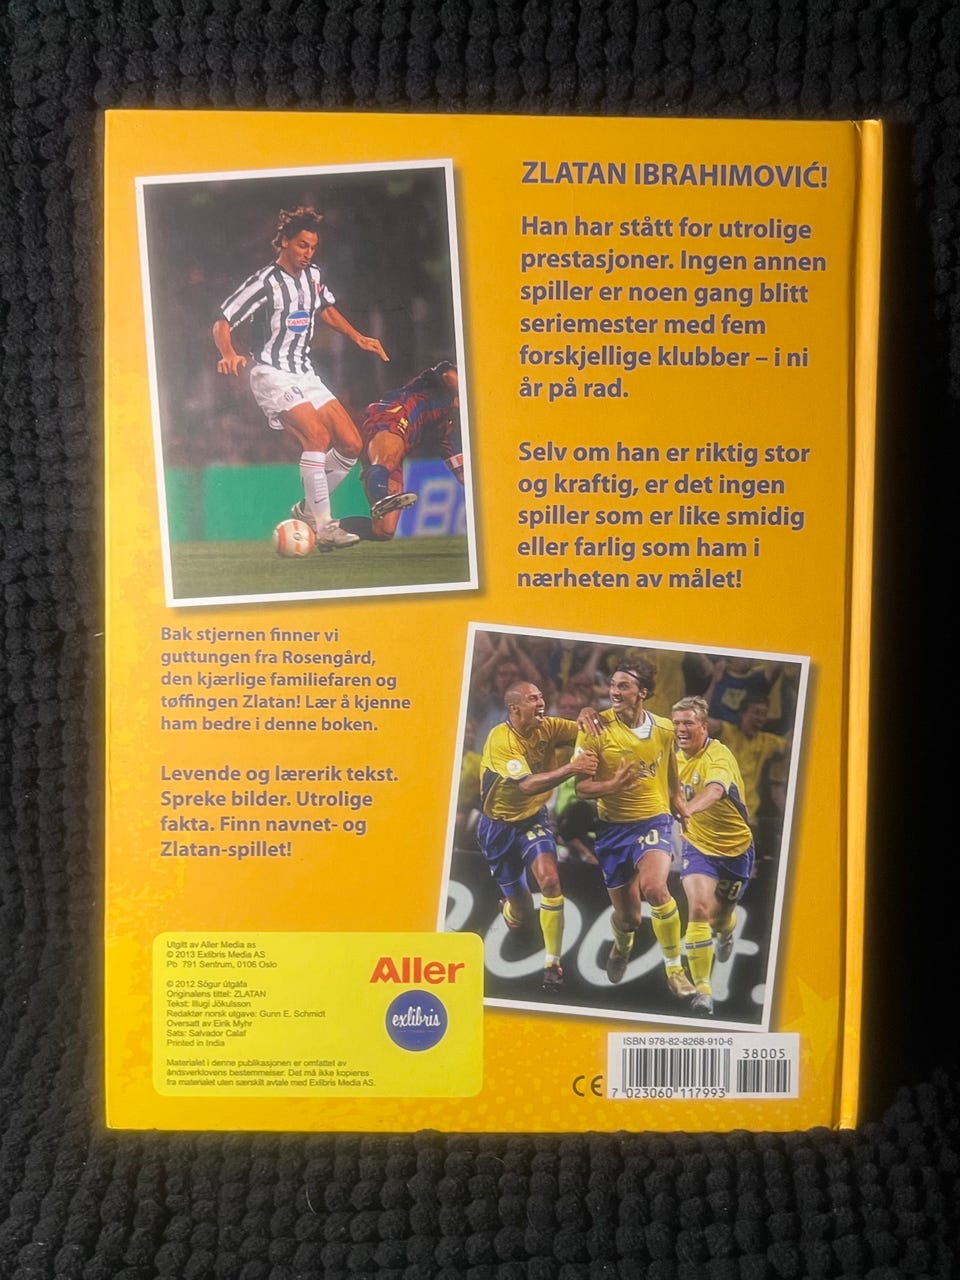 ZLATAN IBRAHIMOVIĆ!
Han har stått for utrolige
prestasjoner. Ingen annen
spiller er noen gang blitt
seriemester med fem
forskjellige klubber – i ni
år på rad.
Selv om han er riktig stor
og kraftig, er det ingen
spiller som er like smidig
eller farlig som ham i
nærheten av målet!
TAMOIL
9
Bak stjernen finner vi
guttungen fra Rosengård,
den kjærlige familiefaren og
tøffingen Zlatan! Lær å kjenne
ham bedre i denne boken.
Levende og lærerik tekst.
Spreke bilder. Utrolige
fakta. Finn navnet- og
Zlatan-spillet!
2004.
Utgitt av Aller Media as
© 2013 Exlibris Media AS
Pb 791 Sentrum, 0106 Oslo
© 2012 Sögur útgáfa
Originalens tittel: ZLATAN
Tekst: Illugi Jökulsson
Redaktør norsk utgave: Gunn E. Schmidt
Oversatt av Eirik Myhr
Sats: Salvador Calaf
Printed in India
Materialet i denne publikasjonen er omfattet av
åndsverklovens bestemmelser. Det må ikke kopieres
fra materialet uten særskilt avtale med Exlibris Media AS.
Aller
exlibris
ISBN 978-82-8268-910-6
38005
CE
7 023060 117993